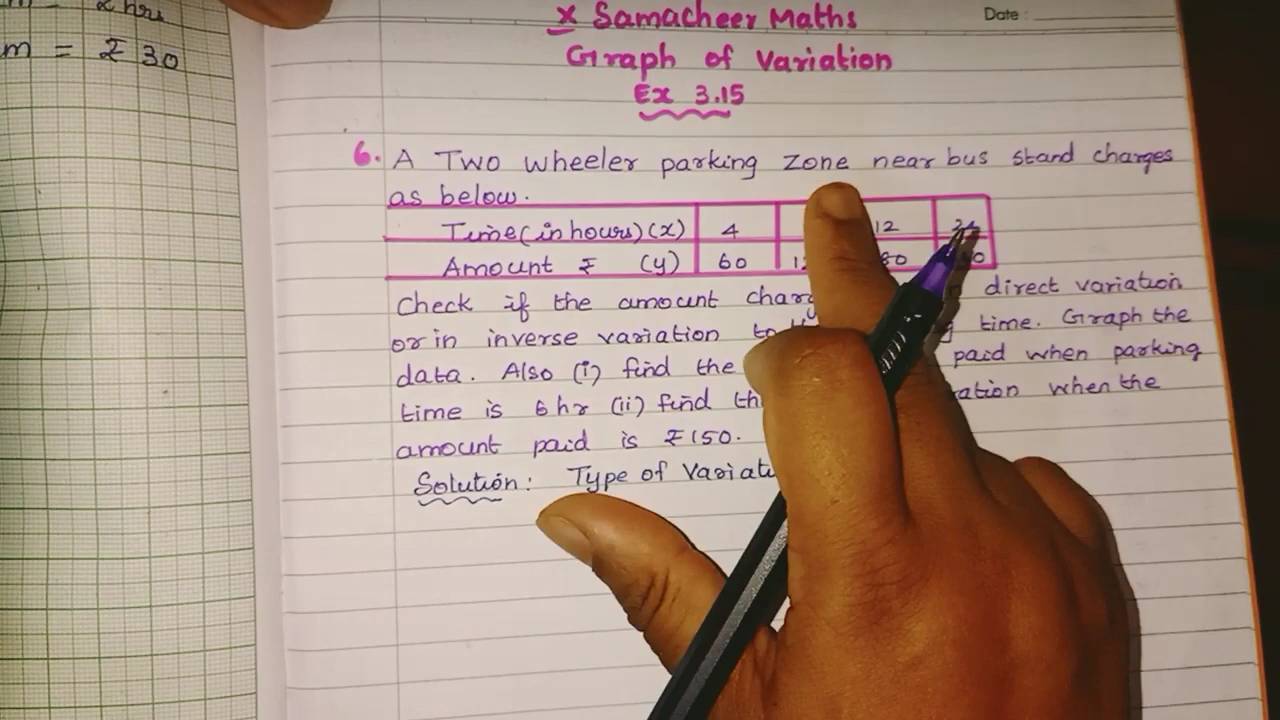 2 hrs
m = ₹ 30
X Samacheer Maths
Date :
Graph of Variation
Ex 3.15
6. A Two wheeler parking zone near bus stand charges
as below.
Time (in hours) (x) 4 12
Amount ₹ (y) 60
Check if the amount direct variation
or in inverse variation time. Graph the
data. Also (i) find the paid when parking
time is 6 hr (ii) find when the
amount paid is ₹ 150.
Solution: Type of